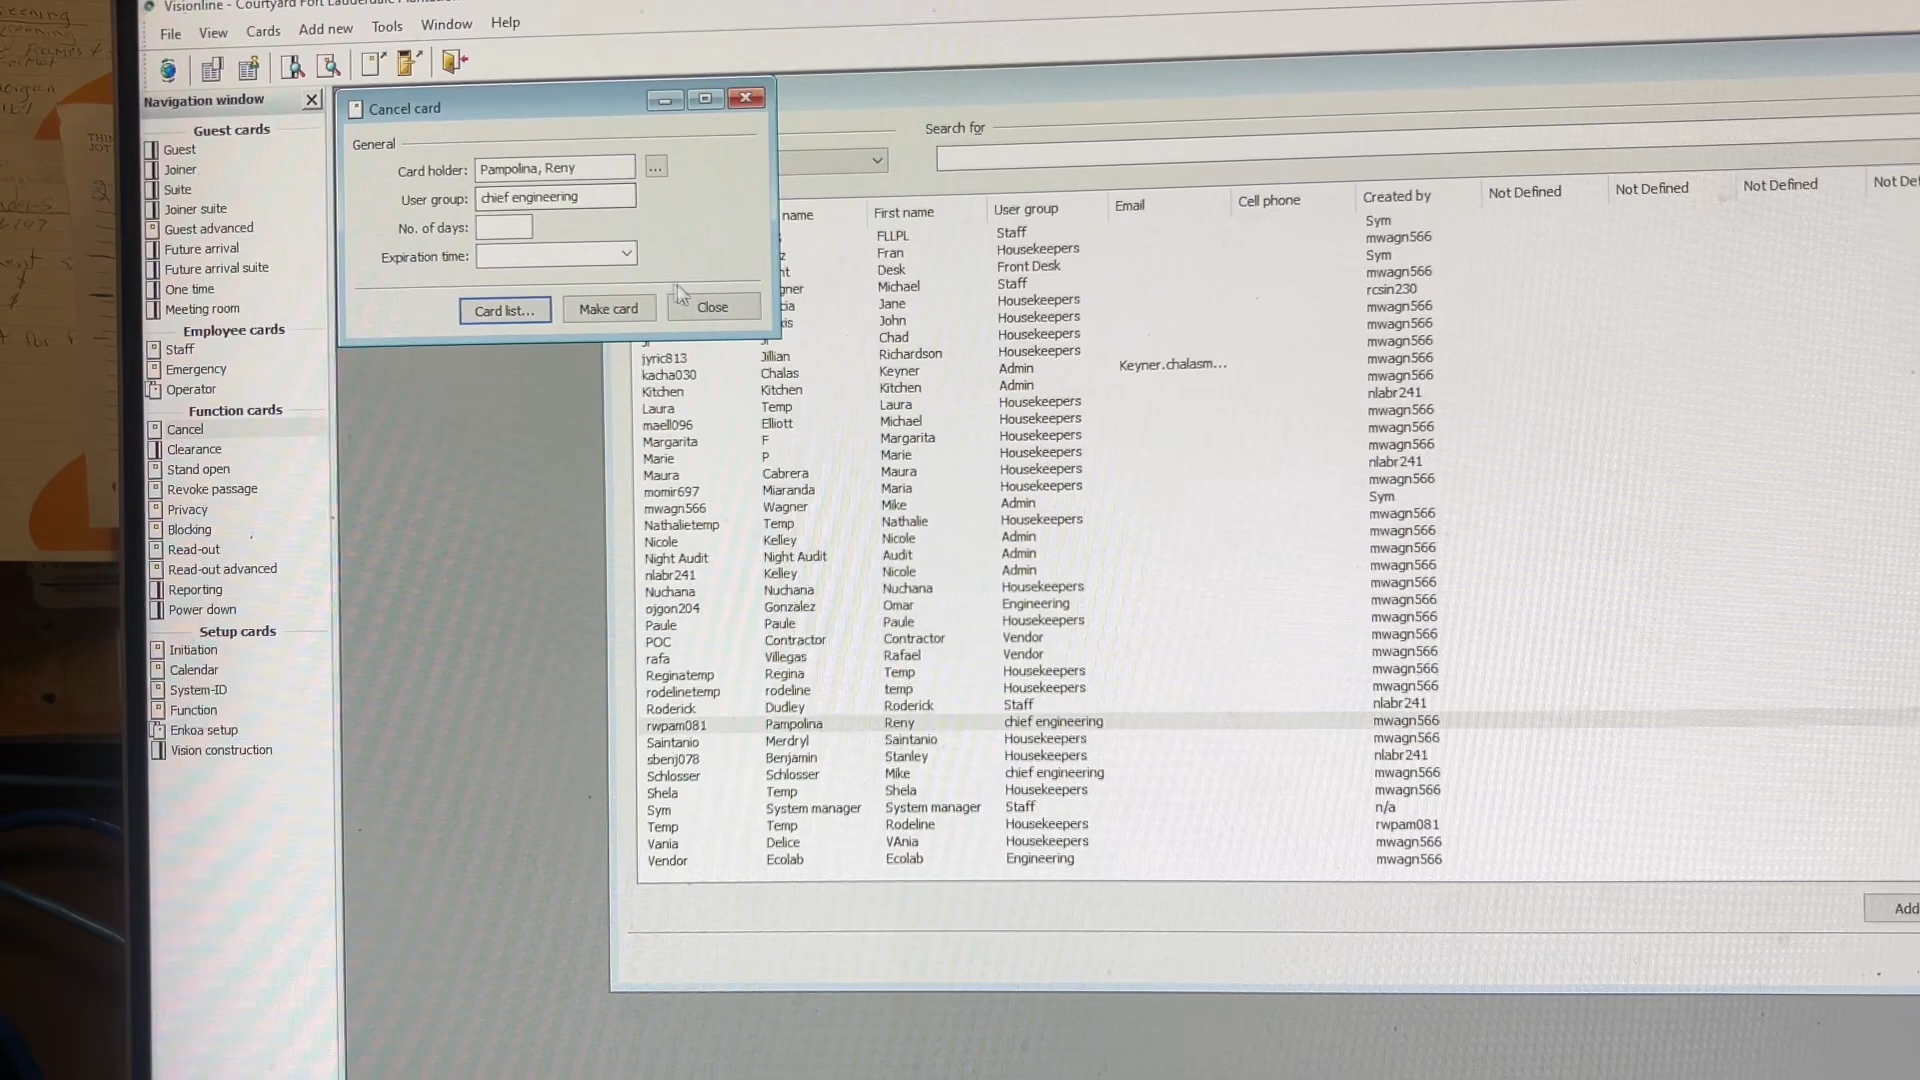 Visionline - Courtyard Fort Lauderdale Plantation
File View Cards Add new Tools Window Help
Navigation window
Guest cards
Guest
Joiner
Suite
Joiner suite
Guest advanced
Future arrival
Future arrival suite
One time
Meeting room
Employee cards
Staff
Emergency
Operator
Function cards
Cancel
Clearance
Stand open
Revoke passage
Privacy
Blocking
Read-out
Read-out advanced
Reporting
Power down
Setup cards
Initiation
Calendar
System-ID
Function
Enkoa setup
Vision construction
Cancel card
General
Card holder: Pampolina, Reny ...
User group: chief engineering
No. of days:
Expiration time:
Card list... Make card Close
Search for
name First name User group Email Cell phone Created by Not Defined Not Defined Not Defined Not De
Sym
FLLPL Staff mwagn566
Fran Housekeepers Sym
Desk Front Desk mwagn566
Michael Staff rcsin230
Jane Housekeepers mwagn566
John Housekeepers mwagn566
Chad Housekeepers mwagn566
jyric813 Jillian Richardson Housekeepers mwagn566
kacha030 Chalas Keyner Admin Keyner.chalasm... mwagn566
Kitchen Kitchen Kitchen Admin nlabr241
Laura Temp Laura Housekeepers mwagn566
maell096 Elliott Michael Housekeepers mwagn566
Margarita F Margarita Housekeepers mwagn566
Marie P Marie Housekeepers nlabr241
Maura Cabrera Maura Housekeepers mwagn566
momir697 Miaranda Maria Housekeepers Sym
mwagn566 Wagner Mike Admin mwagn566
Nathalietemp Temp Nathalie Housekeepers mwagn566
Nicole Kelley Nicole Admin mwagn566
Night Audit Night Audit Audit Admin mwagn566
nlabr241 Kelley Nicole Admin mwagn566
Nuchana Nuchana Nuchana Housekeepers mwagn566
ojgon204 Gonzalez Omar Engineering mwagn566
Paule Paule Paule Housekeepers mwagn566
POC Contractor Contractor Vendor mwagn566
rafa Villegas Rafael Vendor mwagn566
Reginatemp Regina Temp Housekeepers mwagn566
rodelinetemp rodeline temp Housekeepers mwagn566
Roderick Dudley Roderick Staff nlabr241
rwpam081 Pampolina Reny chief engineering mwagn566
Saintanio Merdryl Saintanio Housekeepers mwagn566
sbenj078 Benjamin Stanley Housekeepers nlabr241
Schlosser Schlosser Mike chief engineering mwagn566
Shela Temp Shela Housekeepers mwagn566
Sym System manager System manager Staff n/a
Temp Temp Rodeline Housekeepers rwpam081
Vania Delice VAnia Housekeepers mwagn566
Vendor Ecolab Ecolab Engineering mwagn566
Add